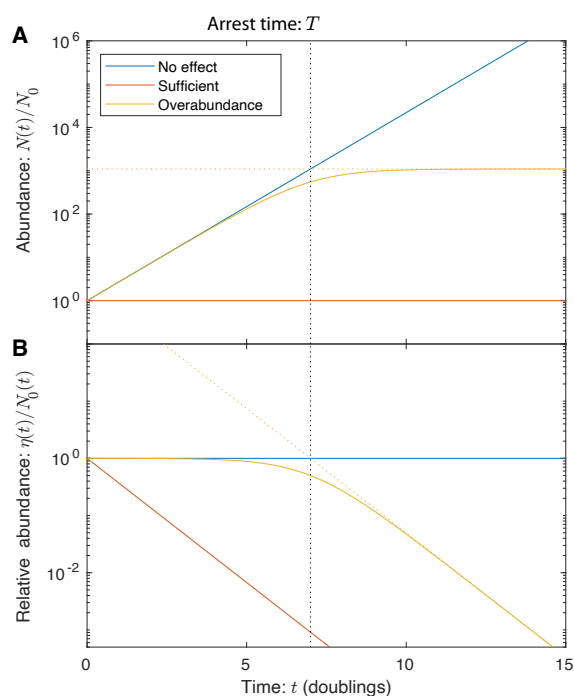 Arrest time: T
A
10^6
No effect
Sufficient
Overabundance
10^4
10^2
10^0
Abundance: N(t)/N_0
B
10^0
10^-2
Relative abundance: η(t)/N_0(t)
0
5
10
15
Time: t (doublings)